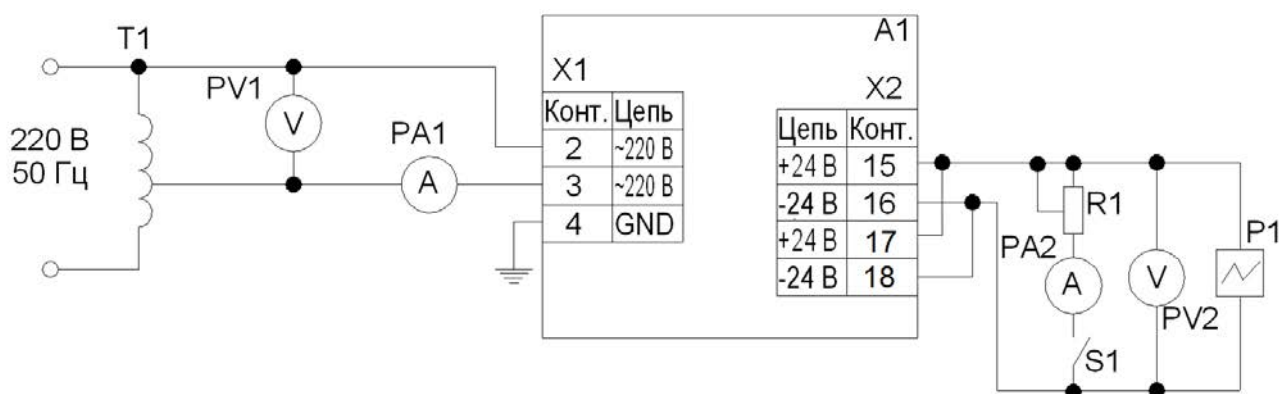 T1
220 В
50 Гц
PV1
V
PA1
A
A1
X1
Конт. Цепь
2 ~220 В
3 ~220 В
4 GND
X2
Цепь Конт.
+24 В 15
-24 В 16
+24 В 17
-24 В 18
R1
PA2
A
S1
V
PV2
P1